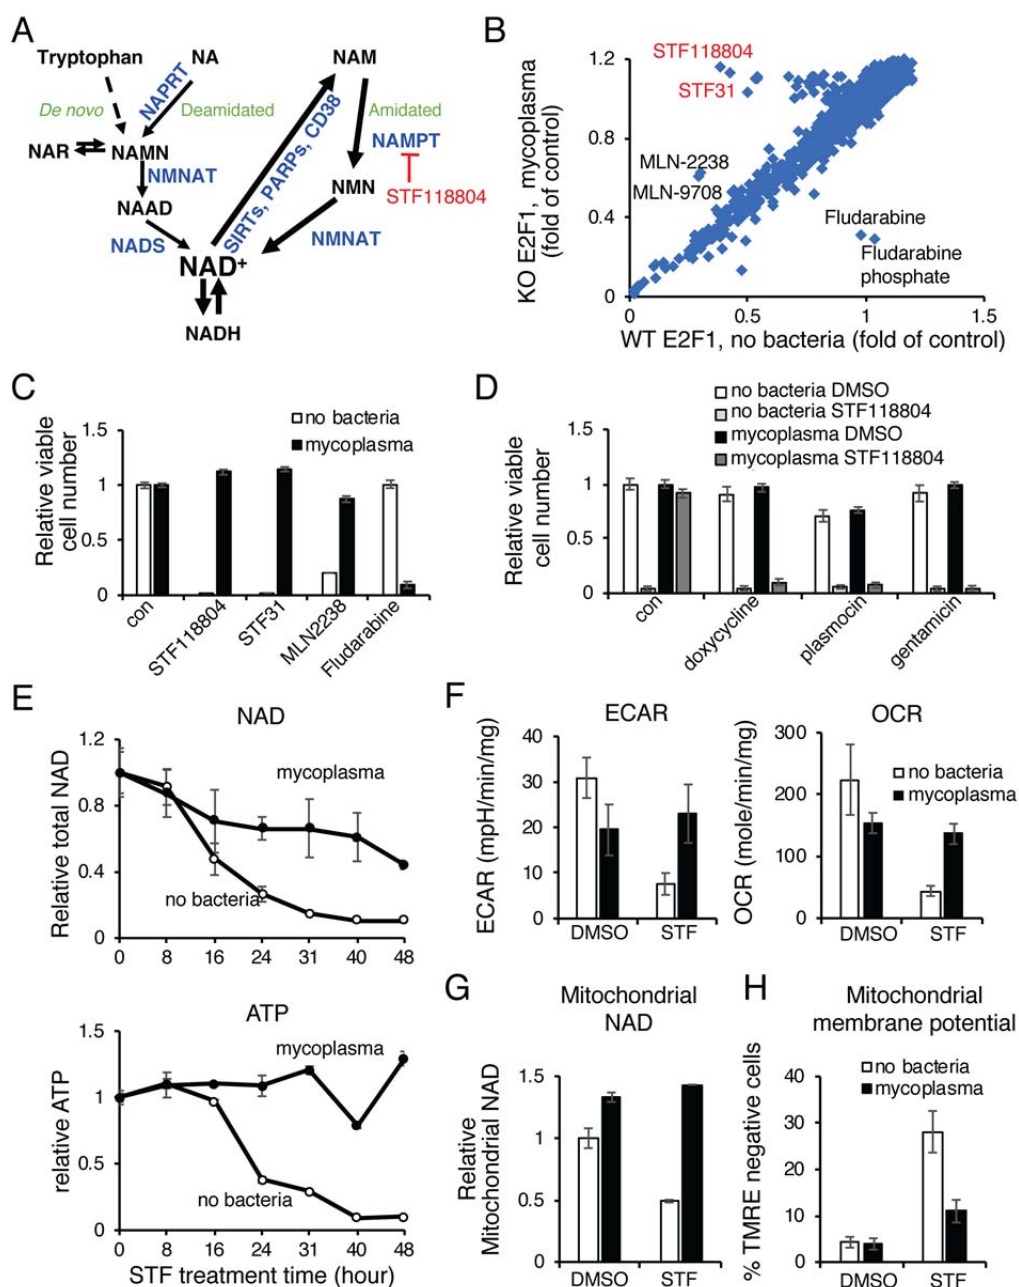 A
Tryptophan
NA
NAM
De novo
NAPRT
Deamidated
SIRTs, PARPs, CD38
Amidated
NAMPT
NAR
NAMN
NMNAT
NMN
STF118804
NAAD
NADS
NMNAT
NAD+
NADH
B
KO E2F1, mycoplasma
(fold of control)
1.2
0.8
0.4
0
STF118804
STF31
MLN-2238
MLN-9708
Fludarabine
Fludarabine
phosphate
0
0.5
1
1.5
WT E2F1, no bacteria (fold of control)
C
no bacteria
mycoplasma
Relative viable
cell number
1.5
1
0.5
0
con
STF118804
STF31
MLN2238
Fludarabine
D
no bacteria DMSO
no bacteria STF118804
mycoplasma DMSO
mycoplasma STF118804
Relative viable
cell number
1.5
1
0.5
0
con
doxycycline
plasmocin
gentamicin
E
NAD
Relative total NAD
1.2
0.8
0.4
0
mycoplasma
no bacteria
0 8 16 24 31 40 48
ATP
relative ATP
1.5
1
0.5
0
mycoplasma
no bacteria
0 8 16 24 31 40 48
STF treatment time (hour)
F
ECAR
ECAR (mpH/min/mg)
40
30
20
10
0
DMSO STF
OCR
OCR (mole/min/mg)
300
200
100
0
no bacteria
mycoplasma
DMSO STF
G
Mitochondrial
NAD
Relative
Mitochondrial NAD
1.5
1
0.5
0
DMSO STF
H
Mitochondrial
membrane potential
% TMRE negative cells
no bacteria
mycoplasma
40
30
20
10
0
DMSO STF